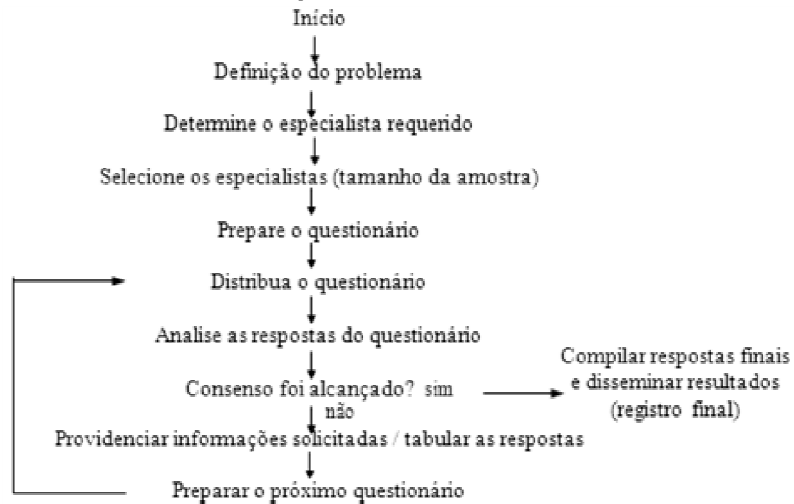 Início
Definição do problema
Determine o especialista requerido
Selecione os especialistas (tamanho da amostra)
Prepare o questionário
Distribua o questionário
Analise as respostas do questionário
Consenso foi alcançado? sim
não
Compilar respostas finais
e disseminar resultados
(registro final)
Providenciar informações solicitadas / tabular as respostas
Preparar o próximo questionário